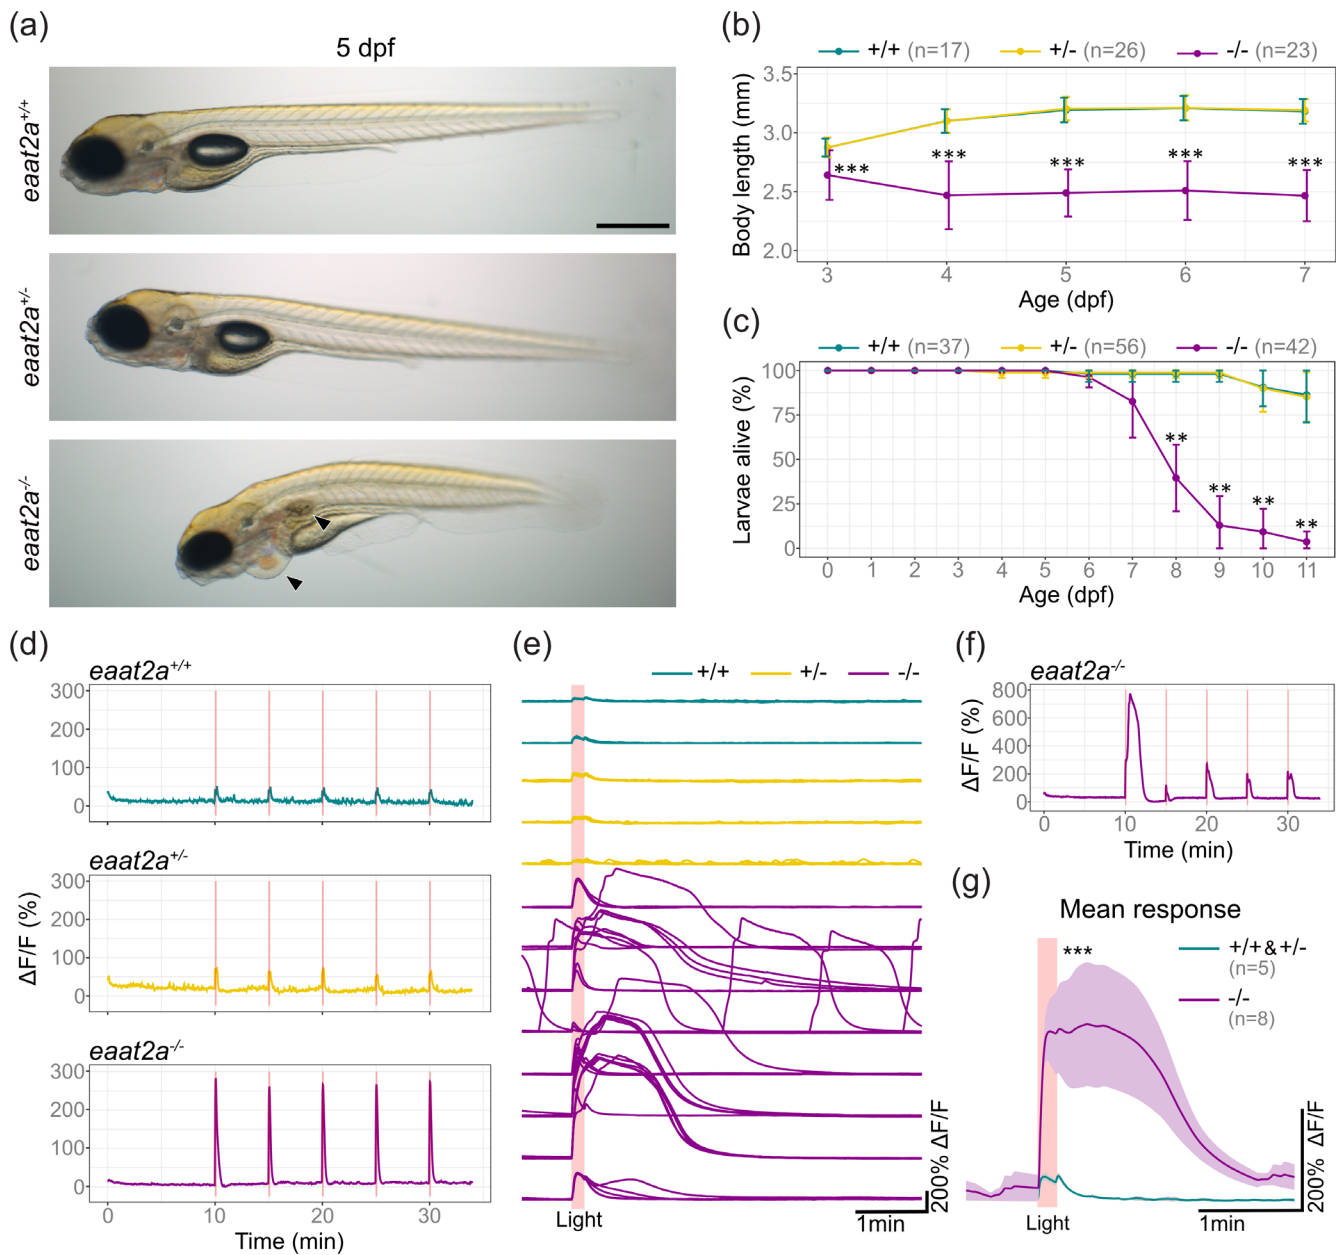 (a)
5 dpf
eaat2a+/+
eaat2a+/-
eaat2a-/-
(b)
+/+ (n=17) +/- (n=26) -/- (n=23)
Body length (mm)
3.5
3.0
2.5
2.0
***
***
***
***
***
3 4 5 6 7
Age (dpf)
(c)
+/+ (n=37) +/- (n=56) -/- (n=42)
Larvae alive (%)
100
75
50
25
0
**
**
**
**
0 1 2 3 4 5 6 7 8 9 10 11
Age (dpf)
(d)
eaat2a+/+
300
200
100
0
eaat2a+/-
300
200
100
0
ΔF/F (%)
eaat2a-/-
300
200
100
0
0 10 20 30
Time (min)
(e)
+/+ +/- -/-
Light
1min
200% ΔF/F
(f)
eaat2a-/-
ΔF/F (%)
800
600
400
200
0
0 10 20 30
Time (min)
(g)
Mean response
***
+/+ & +/-
(n=5)
-/-
(n=8)
Light
1min
200% ΔF/F